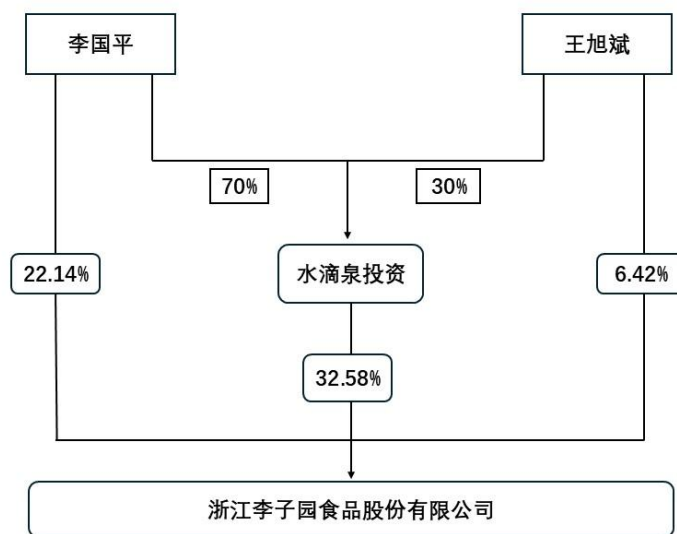 李国平
王旭斌
70%
30%
22.14%
水滴泉投资
6.42%
32.58%
浙江李子园食品股份有限公司